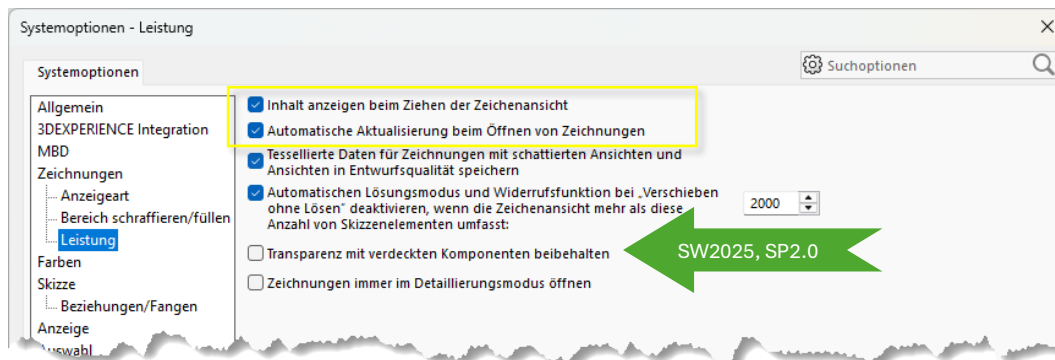 Systemoptionen - Leistung
Systemoptionen
Suchoptionen
Allgemein
3DEXPERIENCE Integration
MBD
Zeichnungen
Anzeigeart
Bereich schraffieren/füllen
Leistung
Farben
Skizze
Beziehungen/Fangen
Anzeige
Auswahl
Inhalt anzeigen beim Ziehen der Zeichenansicht
Automatische Aktualisierung beim Öffnen von Zeichnungen
Tessellierte Daten für Zeichnungen mit schattierten Ansichten und
Ansichten in Entwurfsqualität speichern
Automatischen Lösungsmodus und Widerrufsfunktion bei „Verschieben
ohne Lösen" deaktivieren, wenn die Zeichenansicht mehr als diese
Anzahl von Skizzenelementen umfasst:
2000
Transparenz mit verdeckten Komponenten beibehalten
SW2025, SP2.0
Zeichnungen immer im Detaillierungsmodus öffnen